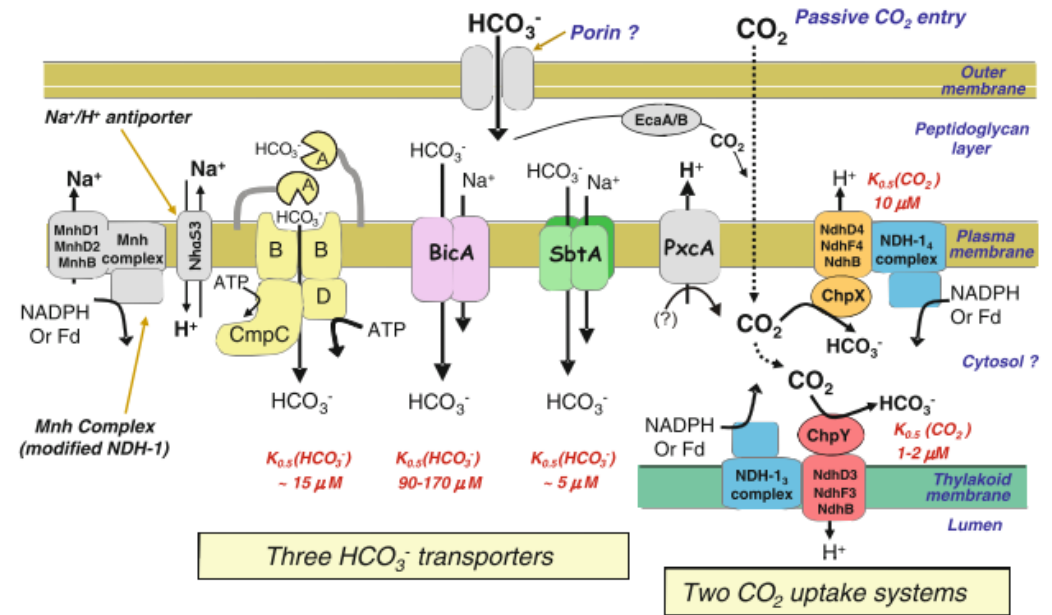 HCO₃⁻
Porin ?
CO₂
Passive CO₂ entry
Outer
membrane
Na⁺/H⁺ antiporter
EcaA/B
CO₂
Peptidoglycan
layer
HCO₃⁻
A
A
HCO₃⁻
HCO₃⁻
Na⁺
HCO₃⁻
Na⁺
H⁺
H⁺
K₀.₅(CO₂)
10 μM
Na⁺
Na⁺
MnhD1
MnhD2
MnhB
Mnh
complex
NhaS3
HCO₃⁻
B
B
BicA
SbtA
PxcA
NdhD4
NdhF4
NdhB
NDH-1₄
complex
Plasma
membrane
ATP
D
CmpC
ATP
ChpX
NADPH
Or Fd
H⁺
(?)
CO₂
HCO₃⁻
NADPH
Or Fd
Cytosol ?
Mnh Complex
(modified NDH-1)
HCO₃⁻
HCO₃⁻
HCO₃⁻
CO₂
HCO₃⁻
K₀.₅(HCO₃⁻)
~ 15 μM
K₀.₅(HCO₃⁻)
90-170 μM
K₀.₅(HCO₃⁻)
~ 5 μM
NADPH
Or Fd
ChpY
K₀.₅ (CO₂)
1-2 μM
NDH-1₃
complex
NdhD3
NdhF3
NdhB
Thylakoid
membrane
Lumen
H⁺
Three HCO₃⁻ transporters
Two CO₂ uptake systems